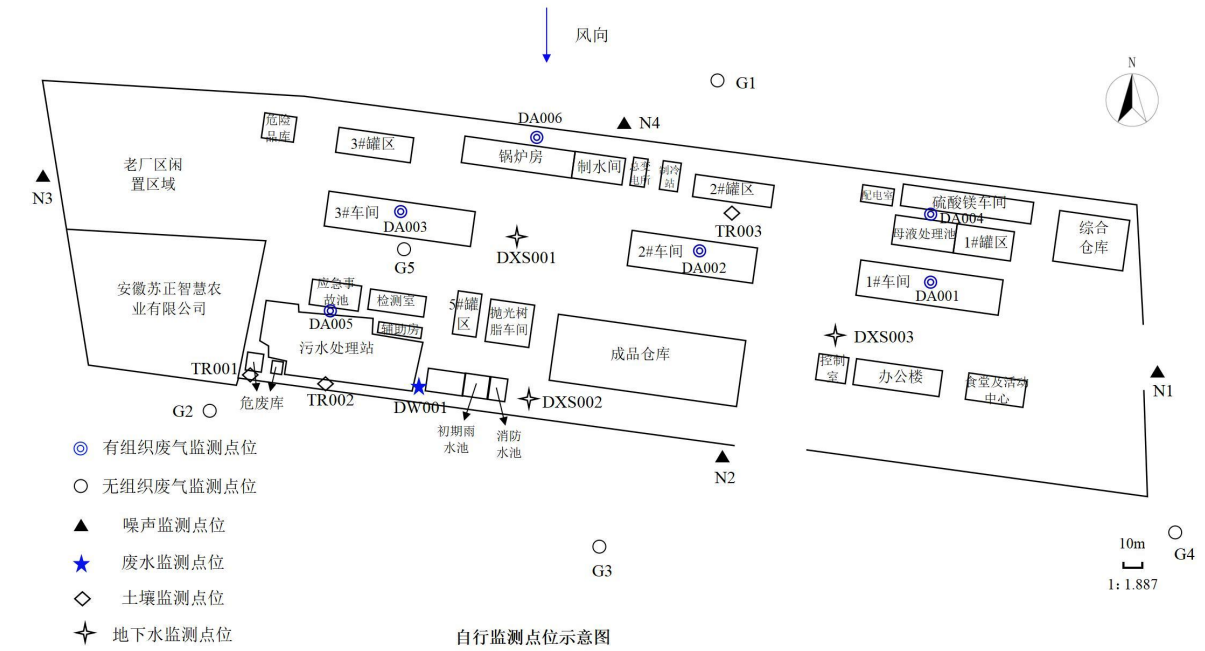 风向
N
G1
DA006
N4
危险
品库
3#罐区
锅炉房
制水间
总变
电所
制冷
站
2#罐区
配电室
硫酸镁车间
DA004
母液处理池
1#罐区
综合
仓库
老厂区闲
置区域
N3
3#车间
DA003
G5
DXS001
TR003
2#车间
DA002
1#车间
DA001
安徽苏正智慧农
业有限公司
应急事
故池
DA005
检测室
辅助房
5#罐
区
抛光树
脂车间
污水处理站
成品仓库
DXS003
控制
室
办公楼
食堂及活动
中心
N1
TR001
危废库
TR002
DW001
DXS002
初期雨
水池
消防
水池
G2
N2
G3
G4
有组织废气监测点位
无组织废气监测点位
噪声监测点位
废水监测点位
土壤监测点位
地下水监测点位
10m
1: 1.887
自行监测点位示意图